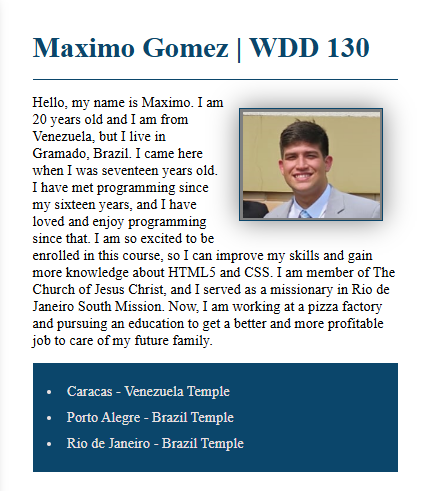 Maximo Gomez | WDD 130
Hello, my name is Maximo. I am
20 years old and I am from
Venezuela, but I live in
Gramado, Brazil. I came here
when I was seventeen years old.
I have met programming since
my sixteen years, and I have
loved and enjoy programming
since that. I am so excited to be
enrolled in this course, so I can improve my skills and gain
more knowledge about HTML5 and CSS. I am member of The
Church of Jesus Christ, and I served as a missionary in Rio de
Janeiro South Mission. Now, I am working at a pizza factory
and pursuing an education to get a better and more profitable
job to care of my future family.
• Caracas - Venezuela Temple
• Porto Alegre - Brazil Temple
• Rio de Janeiro - Brazil Temple